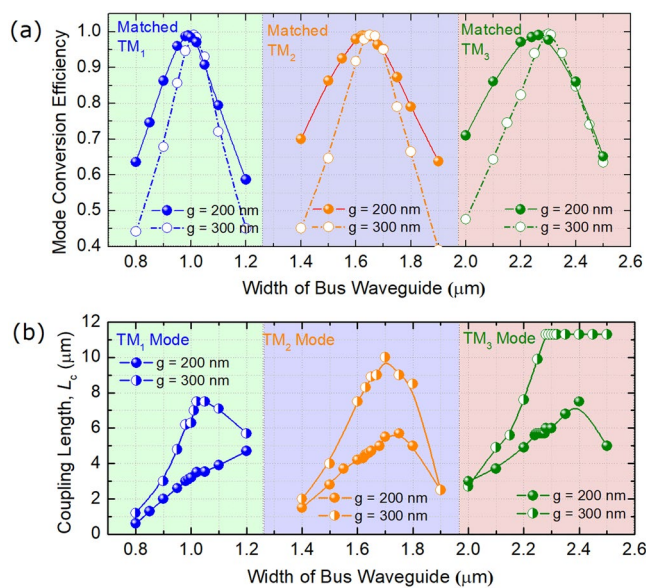 (a)
Mode Conversion Efficiency
1.0
0.9
0.8
0.7
0.6
0.5
0.4
Matched TM₁
Matched TM₂
Matched TM₃
g = 200 nm
g = 300 nm
g = 200 nm
g = 300 nm
g = 200 nm
g = 300 nm
0.8 1.0 1.2 1.4 1.6 1.8 2.0 2.2 2.4 2.6
Width of Bus Waveguide (μm)
(b)
Coupling Length, Lc (μm)
12
10
8
6
4
2
0
TM₁ Mode
g = 200 nm
g = 300 nm
TM₂ Mode
g = 200 nm
g = 300 nm
TM₃ Mode
g = 200 nm
g = 300 nm
0.8 1.0 1.2 1.4 1.6 1.8 2.0 2.2 2.4 2.6
Width of Bus Waveguide (μm)